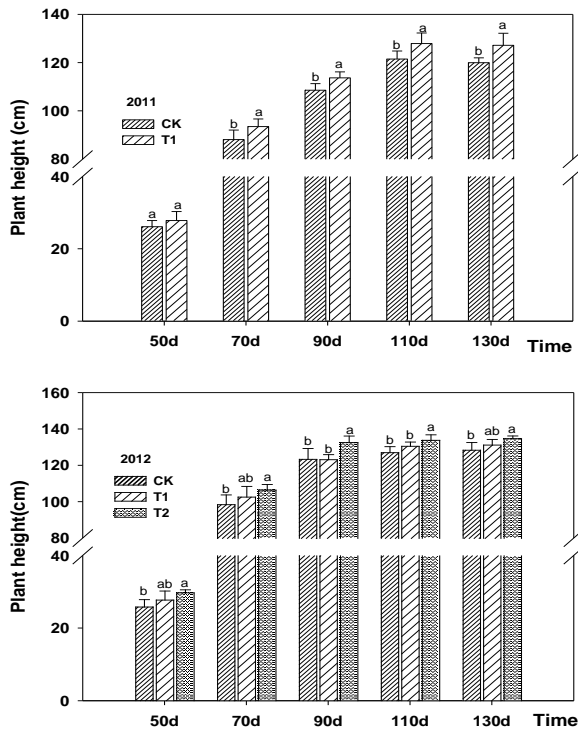 140
120
100
80
40
20
0
Plant height (cm)
2011
CK
T1
a a b a b a b a b a
50d 70d 90d 110d 130d Time
160
140
120
100
80
40
20
0
Plant height(cm)
2012
CK
T1
T2
b ab a b ab a b b a b b a b ab a
50d 70d 90d 110d 130d Time